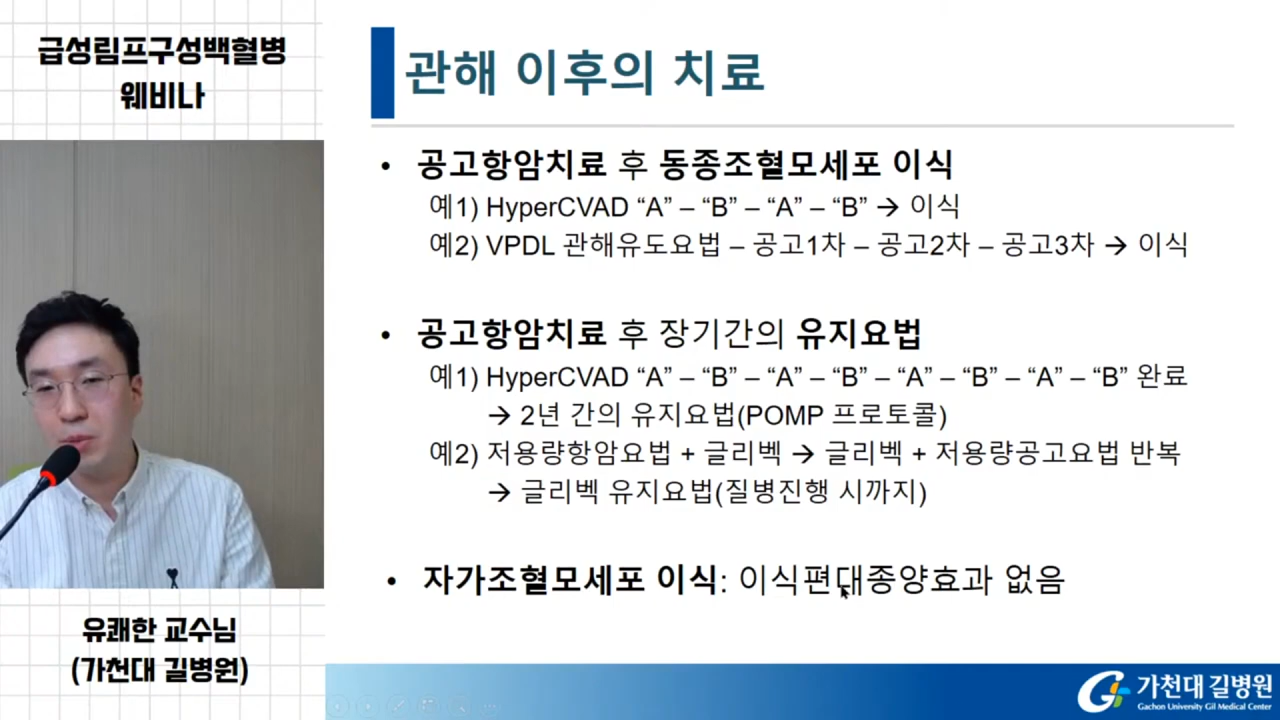 급성림프구성백혈병
웨비나
관해 이후의 치료
• 공고항암치료 후 동종조혈모세포 이식
예1) HyperCVAD “A” – “B” – “A” – “B” → 이식
예2) VPDL 관해유도요법 – 공고1차 – 공고2차 – 공고3차 → 이식
• 공고항암치료 후 장기간의 유지요법
예1) HyperCVAD “A” – “B” – “A” – “B” – “A” – “B” – “A” – “B” 완료
→ 2년 간의 유지요법(POMP 프로토콜)
예2) 저용량항암요법 + 글리벡 → 글리벡 + 저용량공고요법 반복
→ 글리벡 유지요법(질병진행 시까지)
• 자가조혈모세포 이식: 이식편대종양효과 없음
유쾌한 교수님
(가천대 길병원)
가천대 길병원
Gachon University Gil Medical Center